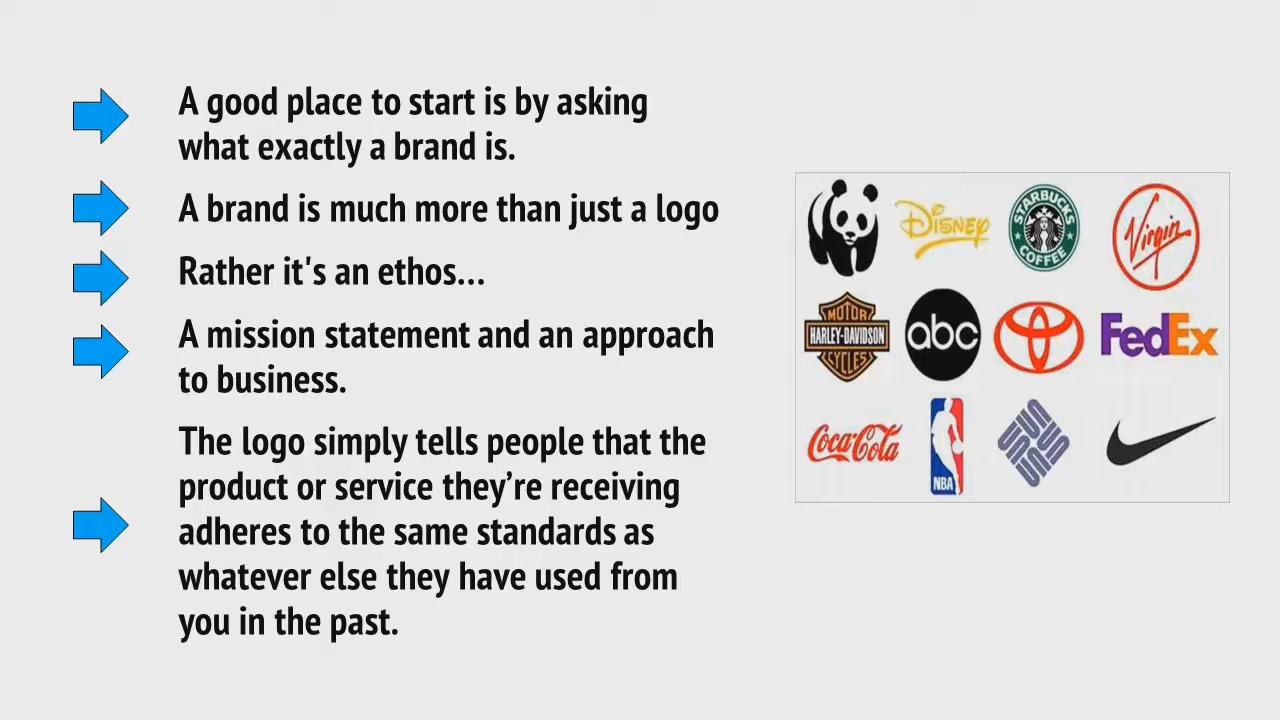 A good place to start is by asking
what exactly a brand is.
A brand is much more than just a logo
Rather it's an ethos...
A mission statement and an approach
to business.
The logo simply tells people that the
product or service they’re receiving
adheres to the same standards as
whatever else they have used from
you in the past.
Disney
STARBUCKS
COFFEE
Virgin
MOTOR
HARLEY-DAVIDSON
CYCLES
abc
FedEx
Coca-Cola
NBA